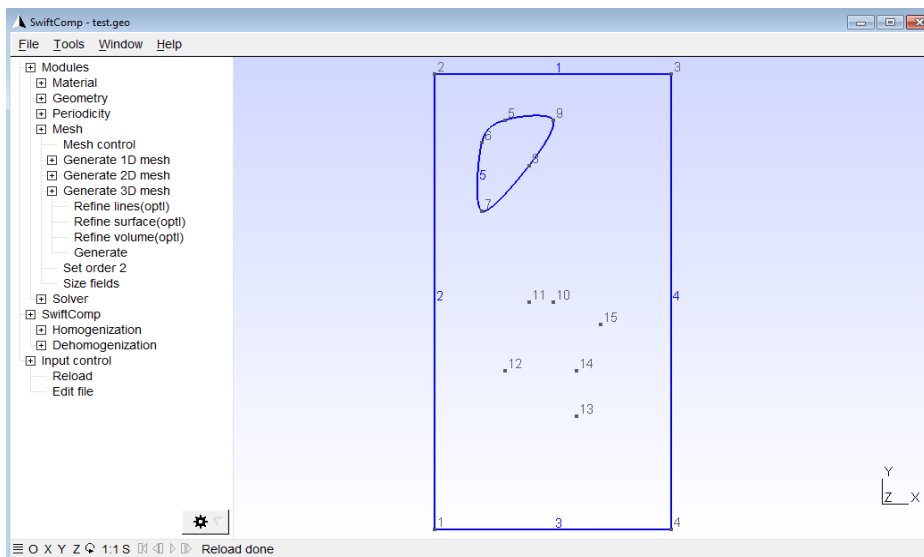 SwiftComp - test.geo
File Tools Window Help
Modules
Material
Geometry
Periodicity
Mesh
Mesh control
Generate 1D mesh
Generate 2D mesh
Generate 3D mesh
Refine lines(optl)
Refine surface(optl)
Refine volume(optl)
Generate
Set order 2
Size fields
Solver
SwiftComp
Homogenization
Dehomogenization
Input control
Reload
Edit file
2 1 3
5 9
6
8
5
7
2 11 10 4
15
12 14
13
1 3 4
Y
Z X
O X Y Z 1:1 S Reload done